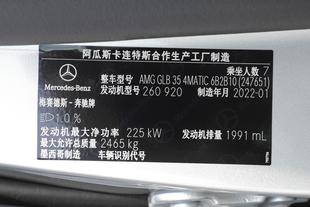 阿瓜斯卡连特斯合作生产工厂制造
乘坐人数 7
整车型号 AMG GLB 35 4MATIC 6B2B10 (247651)
发动机型号 260 920 制造年月 2022-01
Mercedes-Benz
梅赛德斯-奔驰牌
1.0 %
发动机最大净功率 225 kW 发动机排量 1991 mL
最大允许总质量 2465 kg
墨西哥制造 车辆识别代号